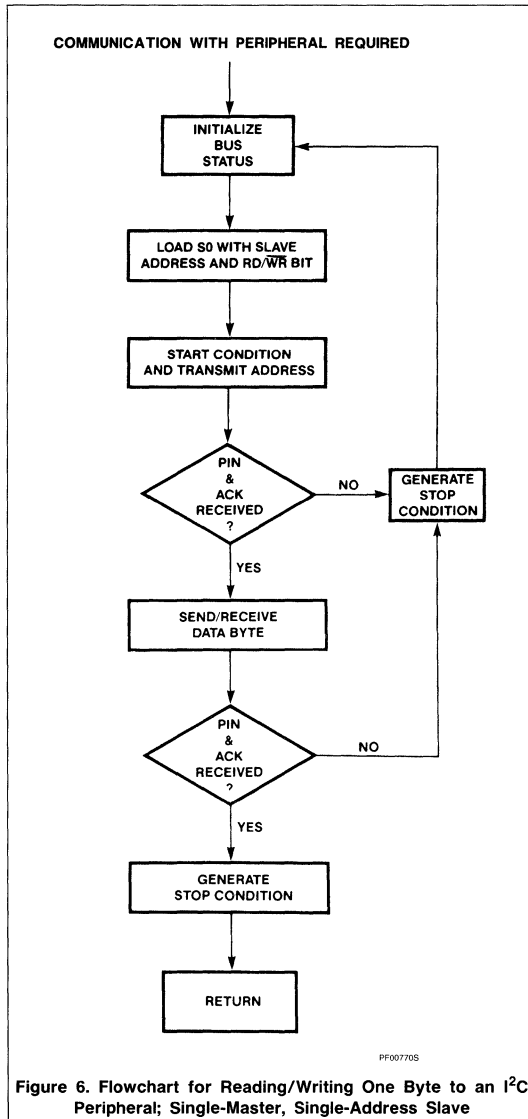 COMMUNICATION WITH PERIPHERAL REQUIRED
INITIALIZE
BUS
STATUS
LOAD S0 WITH SLAVE
ADDRESS AND RD/W̅R̅ BIT
START CONDITION
AND TRANSMIT ADDRESS
PIN
&
ACK
RECEIVED
?
NO
GENERATE
STOP
CONDITION
YES
SEND/RECEIVE
DATA BYTE
PIN
&
ACK
RECEIVED
?
NO
YES
GENERATE
STOP CONDITION
RETURN
PF00770S
Figure 6. Flowchart for Reading/Writing One Byte to an I²C
Peripheral; Single-Master, Single-Address Slave